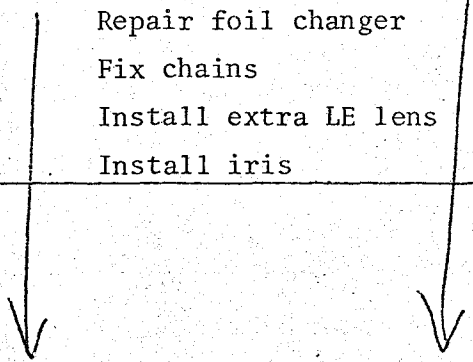 Repair foil changer
Fix chains
Install extra LE lens
Install iris